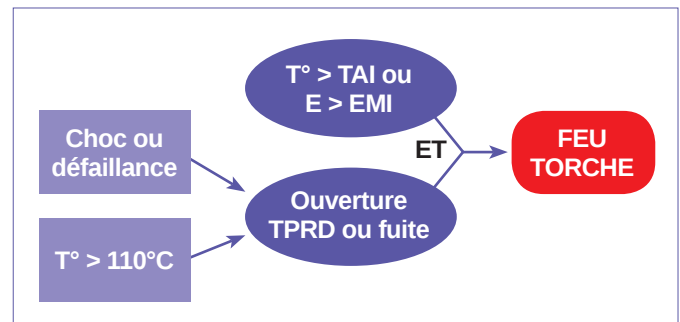 T° > TAI ou
E > EMI
Choc ou
défaillance
ET
FEU
TORCHE
Ouverture
TPRD ou fuite
T° > 110°C